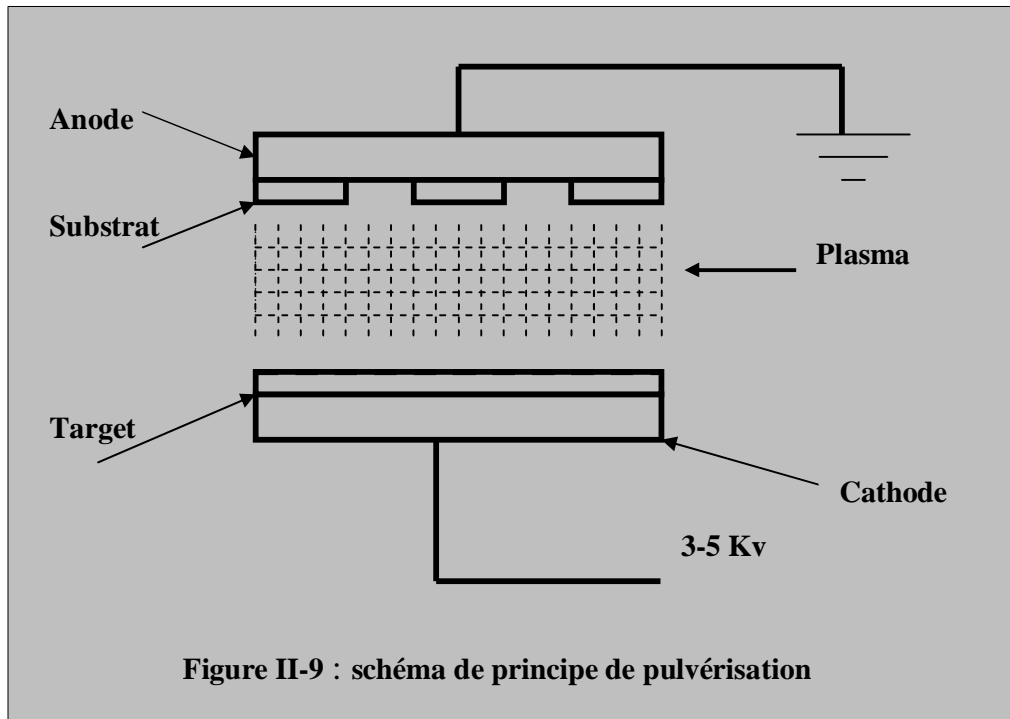 Anode
Substrat
Plasma
Target
Cathode
3-5 Kv
Figure II-9 : schéma de principe de pulvérisation